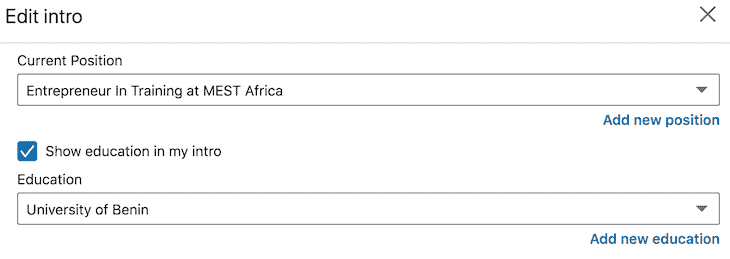 Edit intro
Current Position
Entrepreneur In Training at MEST Africa
Add new position
Show education in my intro
Education
University of Benin
Add new education